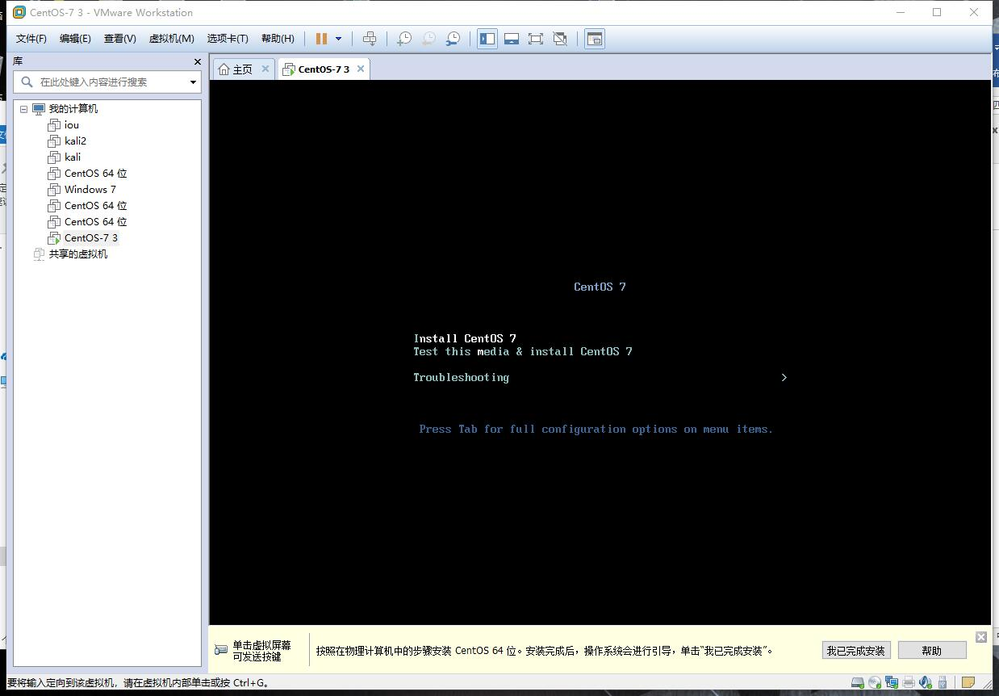 CentOS-7 3 - VMware Workstation
文件(F) 编辑(E) 查看(V) 虚拟机(M) 选项卡(T) 帮助(H)
库
在此处键入内容进行搜索
我的计算机
iou
kali2
kali
CentOS 64 位
Windows 7
CentOS 64 位
CentOS 64 位
CentOS-7 3
共享的虚拟机
主页 CentOS-7 3
CentOS 7
Install CentOS 7
Test this media & install CentOS 7
Troubleshooting >
Press Tab for full configuration options on menu items.
单击虚拟屏幕
可发送按键
按照在物理计算机中的步骤安装 CentOS 64 位。安装完成后，操作系统会进行引导，单击“我已完成安装”。
我已完成安装 帮助
要将输入定向到该虚拟机，请在虚拟机内部单击或按 Ctrl+G。